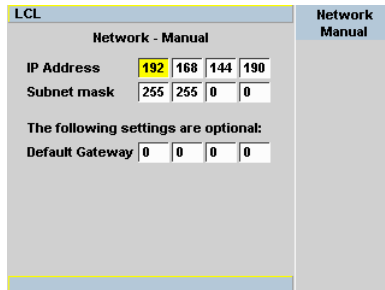 LCL
Network
Manual
Network - Manual
IP Address 192 168 144 190
Subnet mask 255 255 0 0
The following settings are optional:
Default Gateway 0 0 0 0